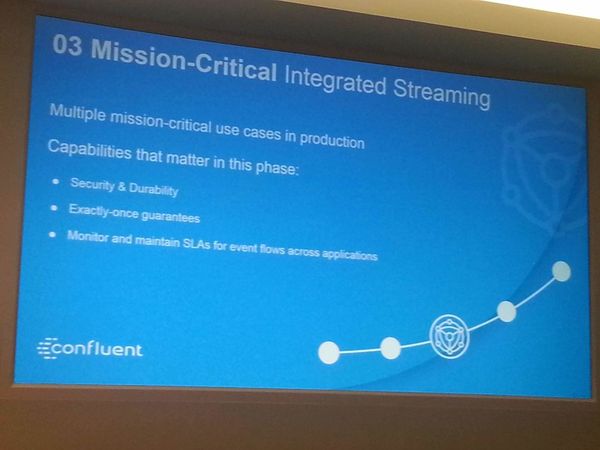 03 Mission-Critical Integrated Streaming
Multiple mission-critical use cases in production
Capabilities that matter in this phase:
Security & Durability
Exactly-once guarantees
Monitor and maintain SLAs for event flows across applications
confluent